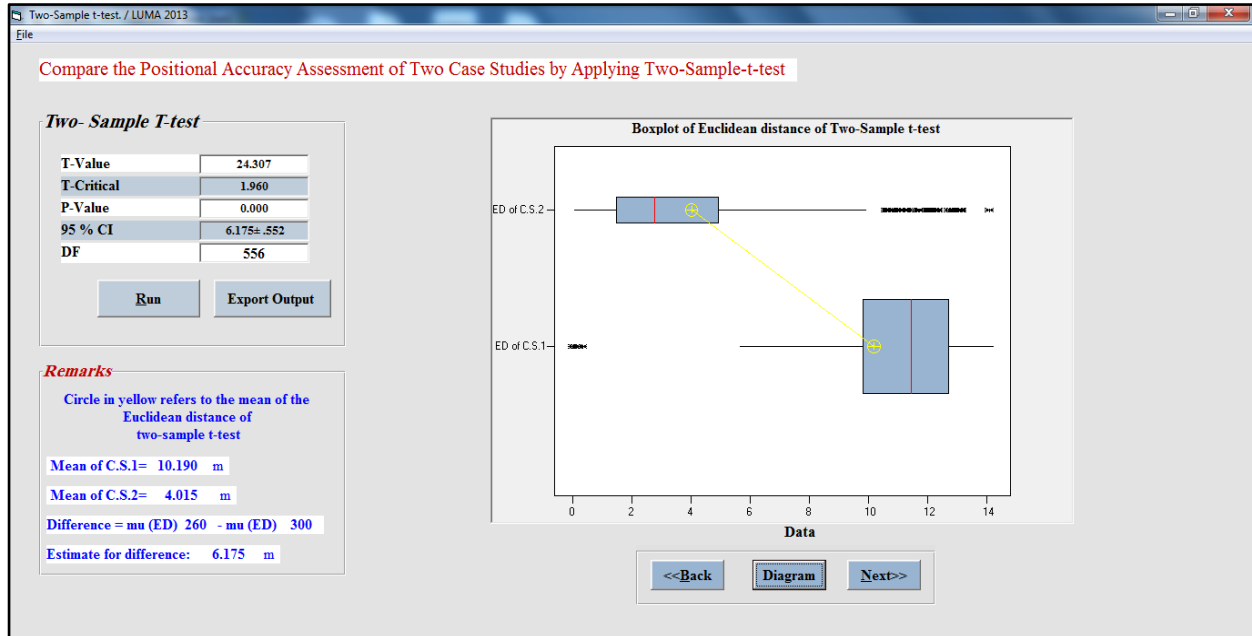 Two-Sample t-test. / LUMA 2013
File
Compare the Positional Accuracy Assessment of Two Case Studies by Applying Two-Sample-t-test
Two- Sample T-test
T-Value 24.307
T-Critical 1.960
P-Value 0.000
95 % CI 6.175±.552
DF 556
Run Export Output
Remarks
Circle in yellow refers to the mean of the
Euclidean distance of
two-sample t-test
Mean of C.S.1= 10.190 m
Mean of C.S.2= 4.015 m
Difference = mu (ED) 260 - mu (ED) 300
Estimate for difference: 6.175 m
Boxplot of Euclidean distance of Two-Sample t-test
ED of C.S.2
ED of C.S.1
0 2 4 6 8 10 12 14
Data
<<Back Diagram Next>>